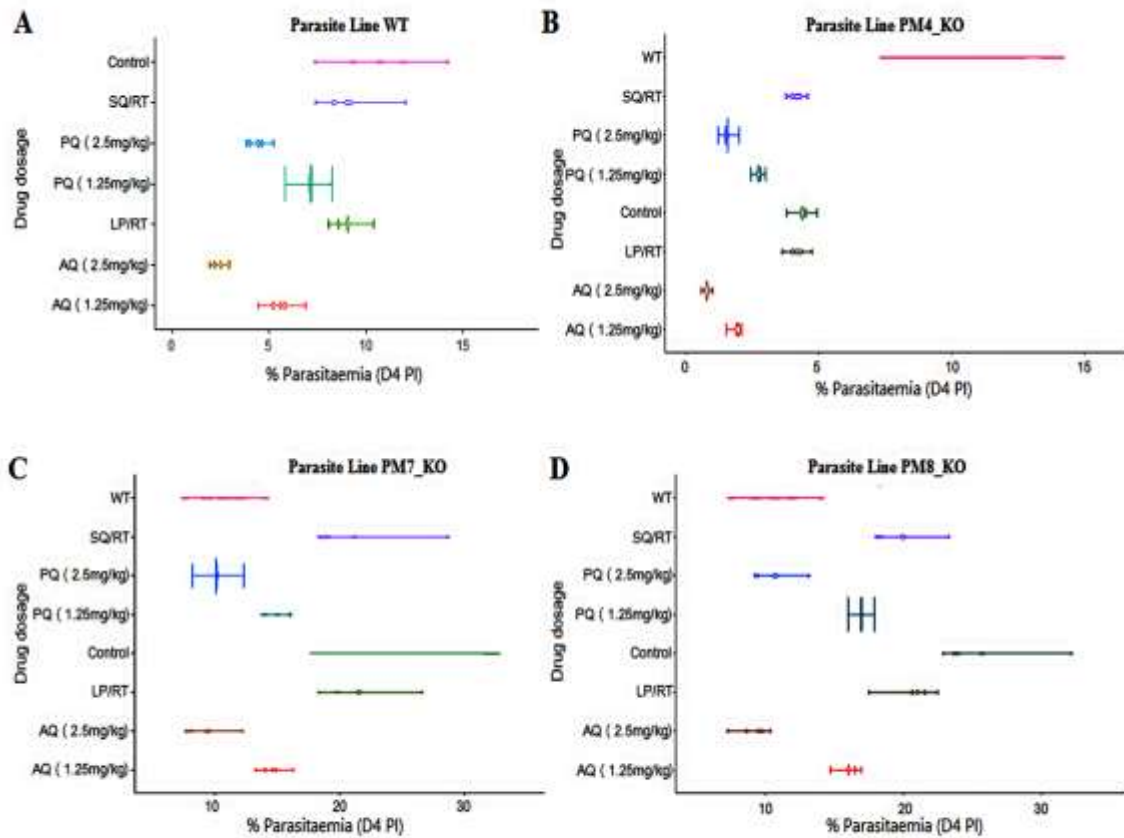 A
Parasite Line WT
Drug dosage
Control
SQ/RT
PQ ( 2.5mg/kg)
PQ ( 1.25mg/kg)
LP/RT
AQ ( 2.5mg/kg)
AQ ( 1.25mg/kg)
0 5 10 15
% Parasitaemia (D4 PI)
B
Parasite Line PM4_KO
Drug dosage
WT
SQ/RT
PQ ( 2.5mg/kg)
PQ ( 1.25mg/kg)
Control
LP/RT
AQ ( 2.5mg/kg)
AQ ( 1.25mg/kg)
0 5 10 15
% Parasitaemia (D4 PI)
C
Parasite Line PM7_KO
Drug dosage
WT
SQ/RT
PQ ( 2.5mg/kg)
PQ ( 1.25mg/kg)
Control
LP/RT
AQ ( 2.5mg/kg)
AQ ( 1.25mg/kg)
10 20 30
% Parasitaemia (D4 PI)
D
Parasite Line PM8_KO
Drug dosage
WT
SQ/RT
PQ ( 2.5mg/kg)
PQ ( 1.25mg/kg)
Control
LP/RT
AQ ( 2.5mg/kg)
AQ ( 1.25mg/kg)
10 20 30
% Parasitaemia (D4 PI)